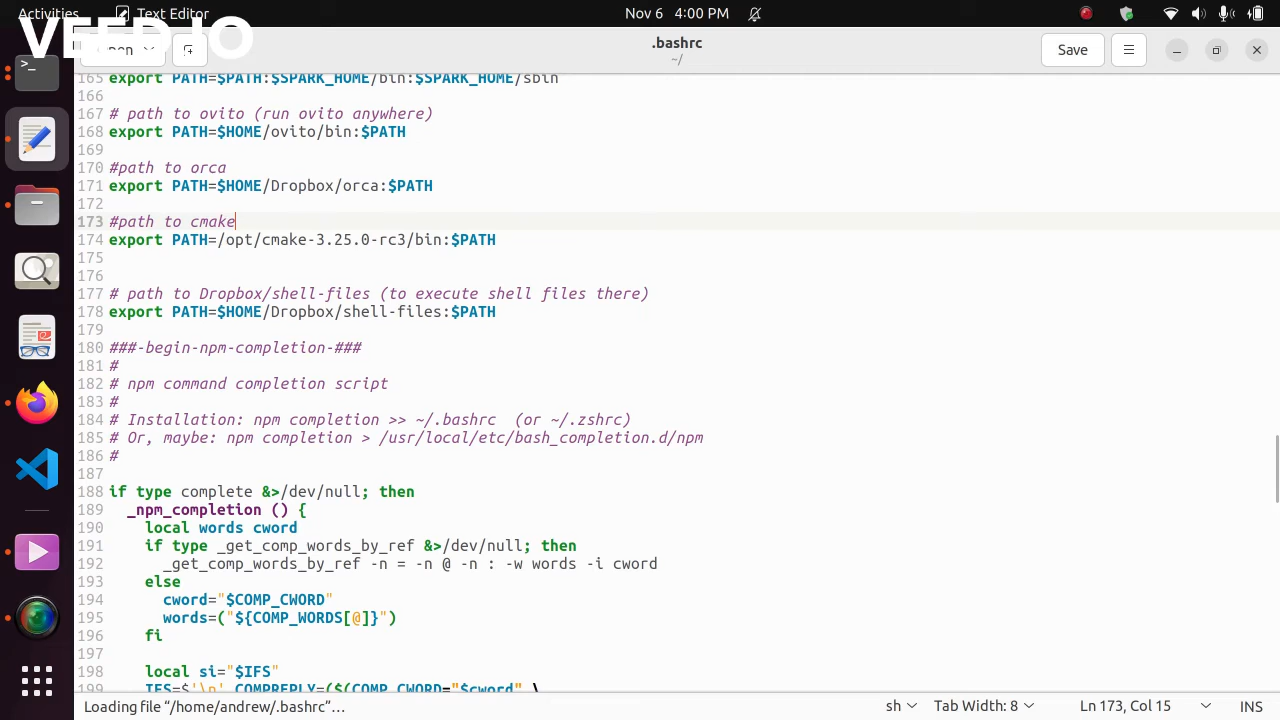 Activities
Text Editor
Nov 6 4:00 PM
VEED.IO
.bashrc
~/
Save
165 export PATH=$PATH:$SPARK_HOME/bin:$SPARK_HOME/sbin
166
167 # path to ovito (run ovito anywhere)
168 export PATH=$HOME/ovito/bin:$PATH
169
170 #path to orca
171 export PATH=$HOME/Dropbox/orca:$PATH
172
173 #path to cmake
174 export PATH=/opt/cmake-3.25.0-rc3/bin:$PATH
175
176
177 # path to Dropbox/shell-files (to execute shell files there)
178 export PATH=$HOME/Dropbox/shell-files:$PATH
179
180 ###-begin-npm-completion-###
181 #
182 # npm command completion script
183 #
184 # Installation: npm completion >> ~/.bashrc  (or ~/.zshrc)
185 # Or, maybe: npm completion > /usr/local/etc/bash_completion.d/npm
186 #
187
188 if type complete &>/dev/null; then
189   _npm_completion () {
190     local words cword
191     if type _get_comp_words_by_ref &>/dev/null; then
192       _get_comp_words_by_ref -n = -n @ -n : -w words -i cword
193     else
194       cword="$COMP_CWORD"
195       words=("${COMP_WORDS[@]}")
196     fi
197
198     local si="$IFS"
199     IFS=$'\n' COMPREPLY=($(COMP_CWORD="$cword" \
Loading file “/home/andrew/.bashrc”…
sh
Tab Width: 8
Ln 173, Col 15
INS